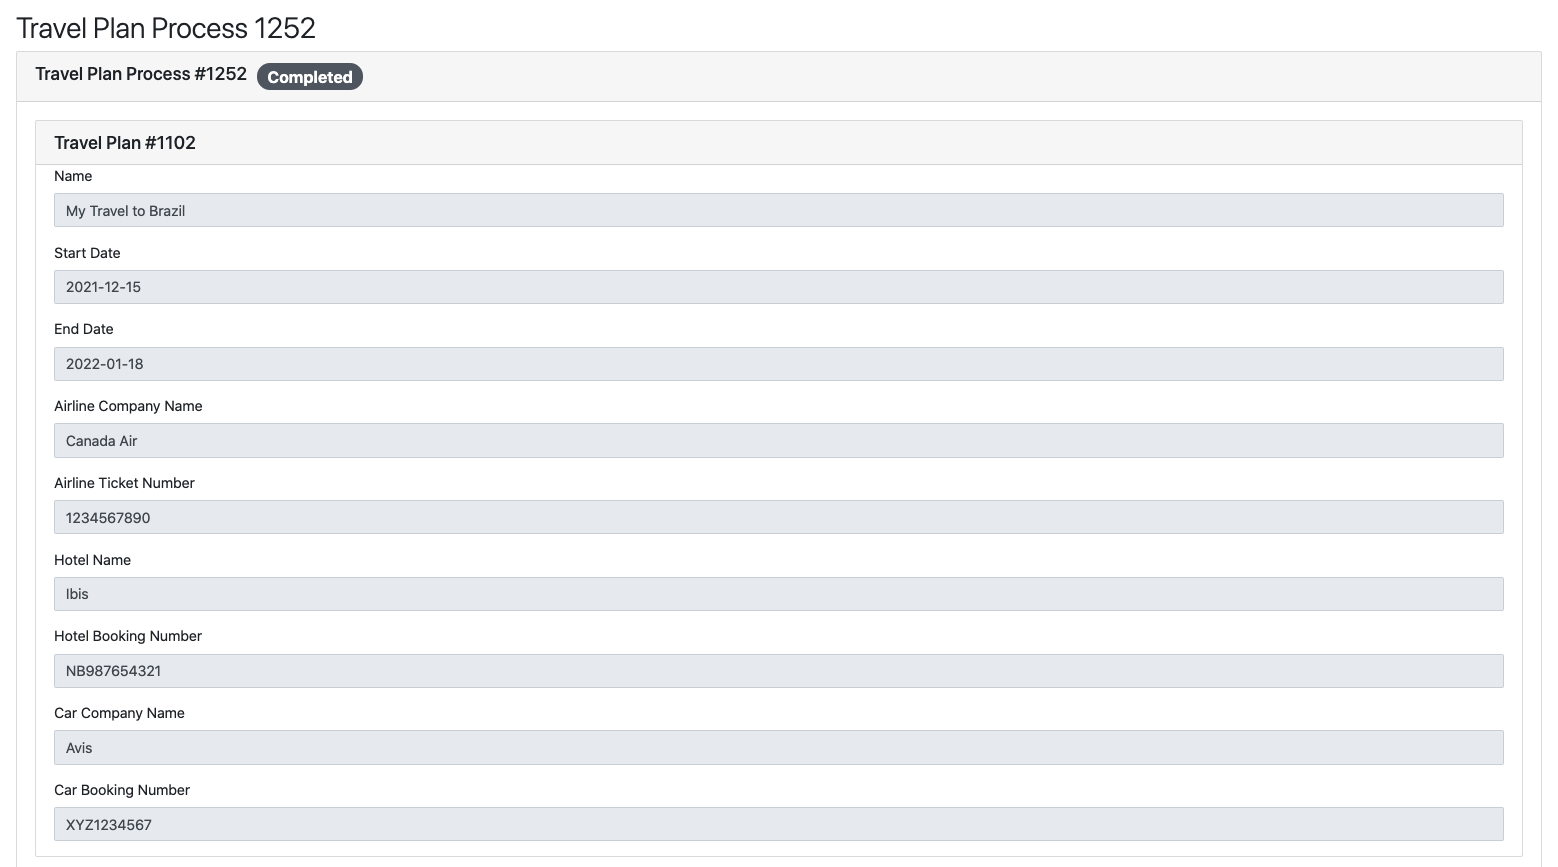 Travel Plan Process 1252
Travel Plan Process #1252 Completed
Travel Plan #1102
Name
My Travel to Brazil
Start Date
2021-12-15
End Date
2022-01-18
Airline Company Name
Canada Air
Airline Ticket Number
1234567890
Hotel Name
Ibis
Hotel Booking Number
NB987654321
Car Company Name
Avis
Car Booking Number
XYZ1234567